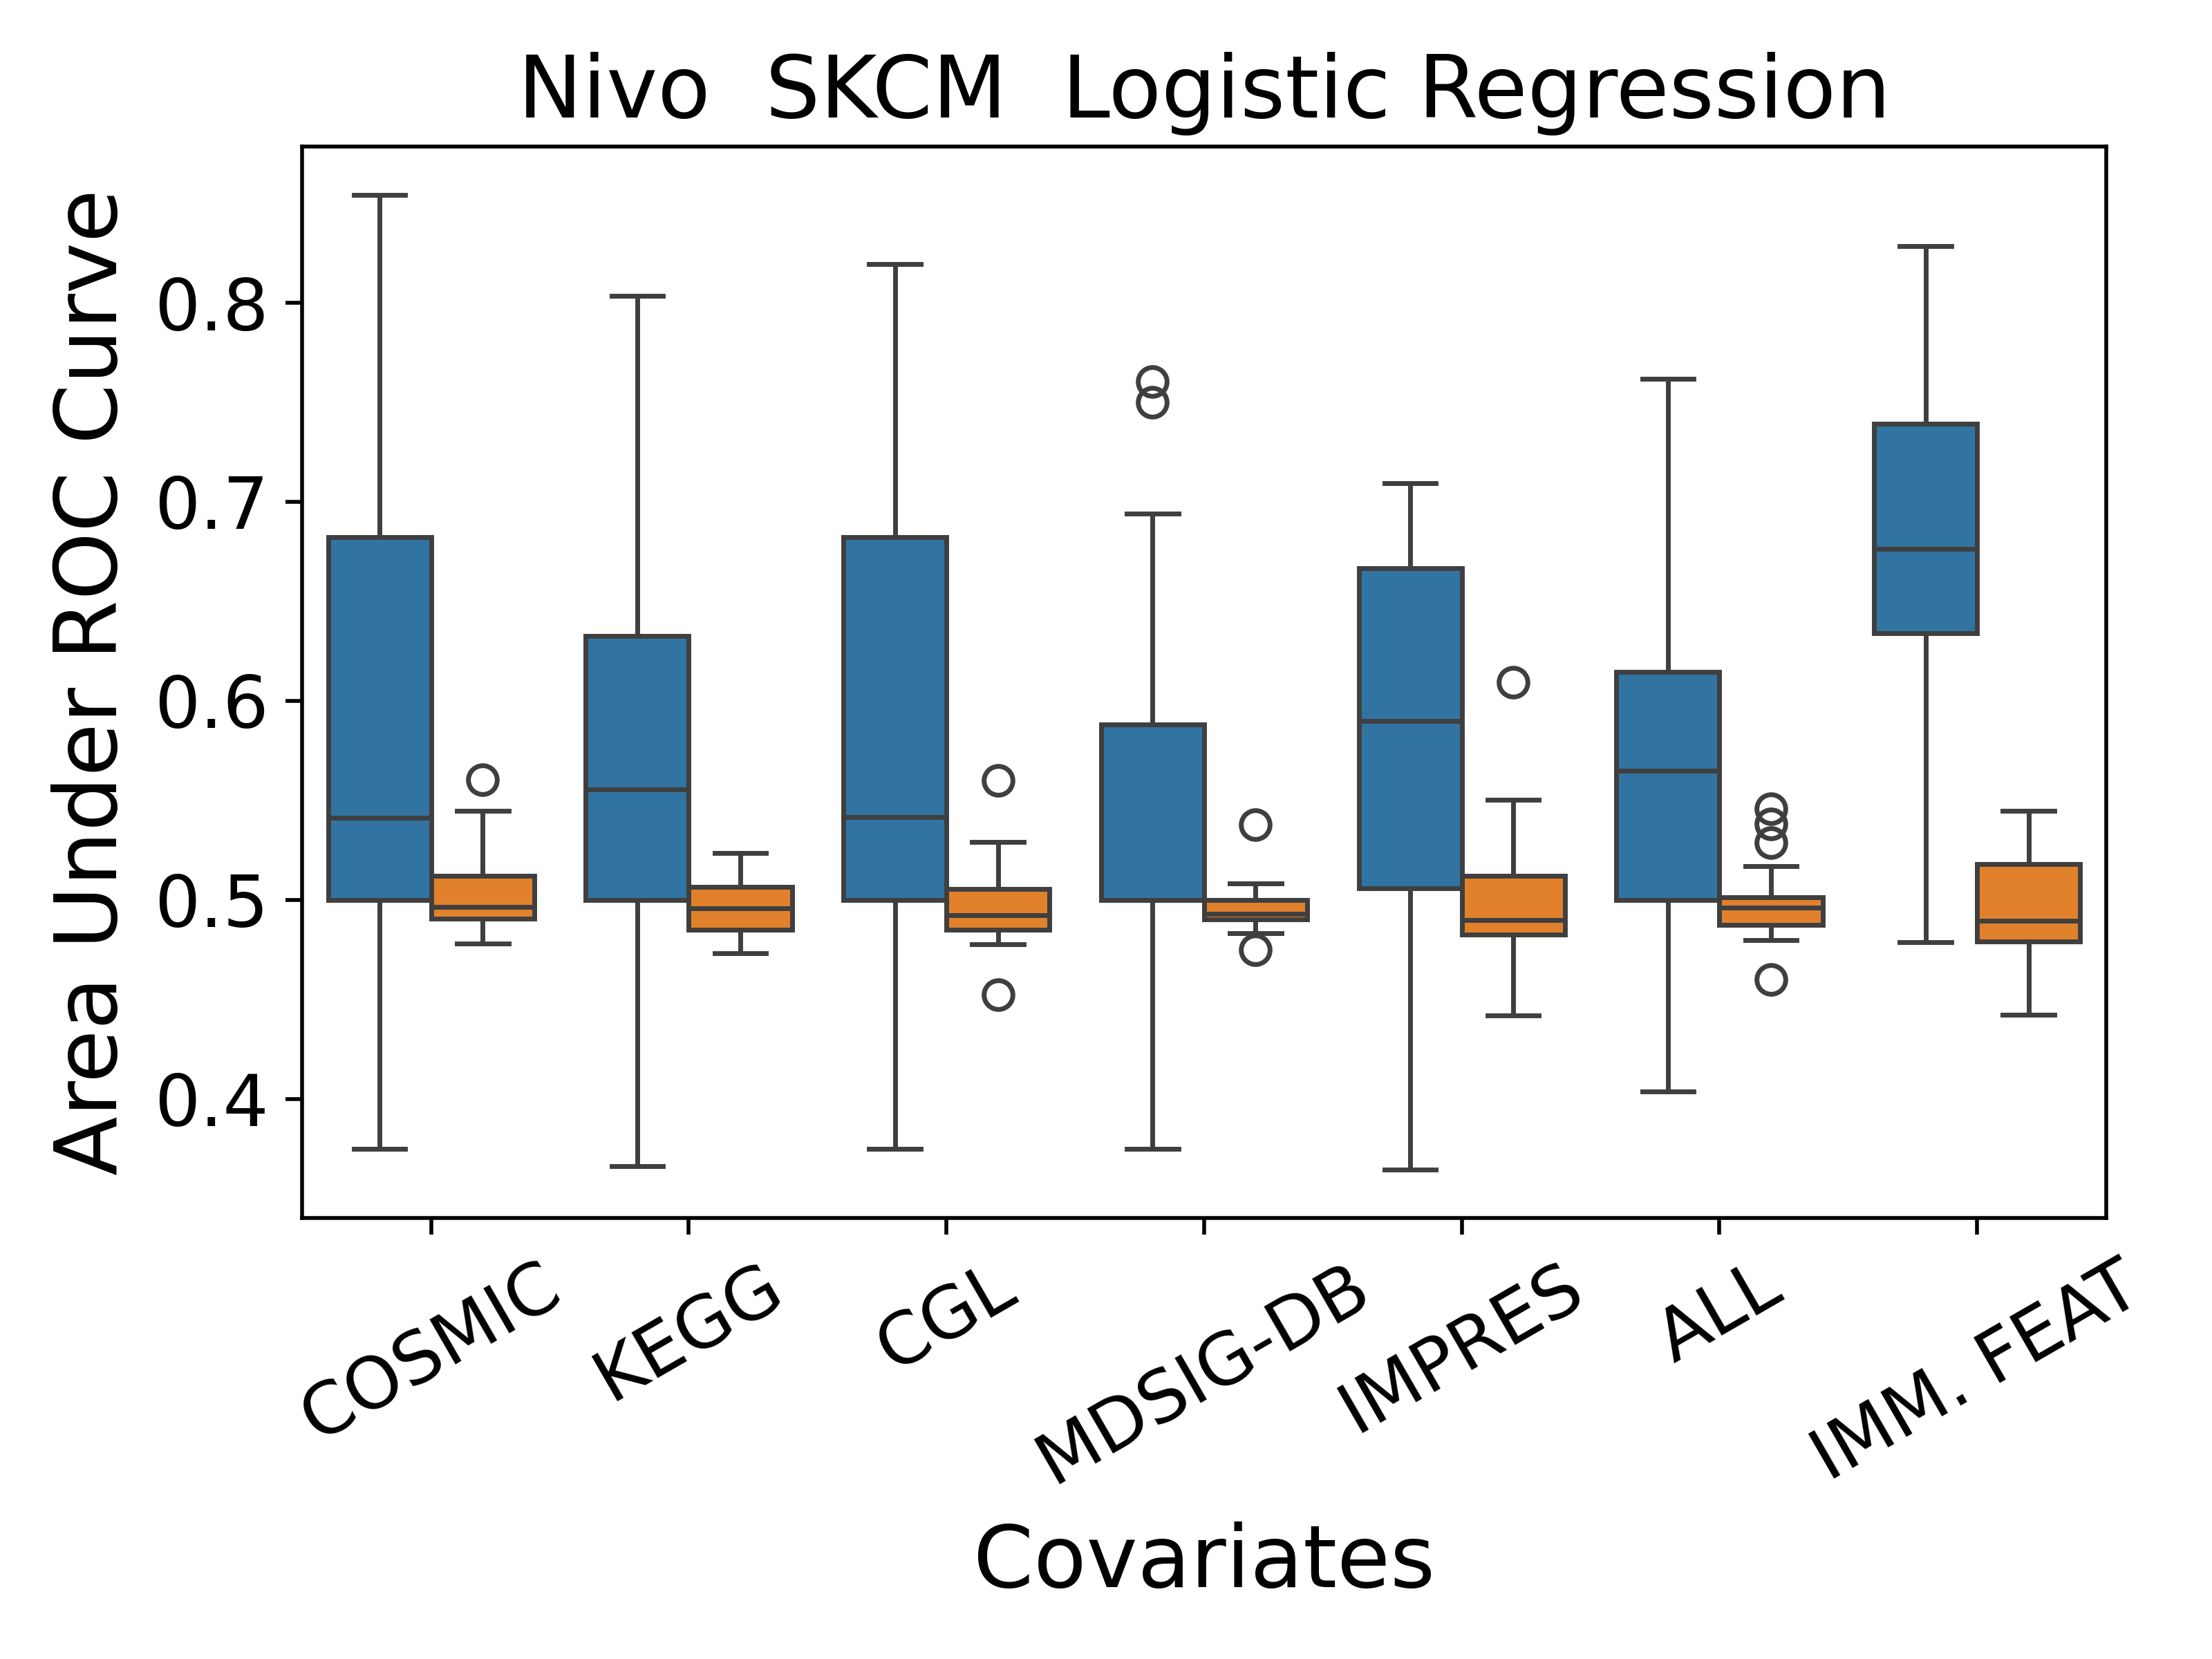 Nivo  SKCM  Logistic Regression
Area Under ROC Curve
0.8
0.7
0.6
0.5
0.4
COSMIC
KEGG
CGL
MDSIG-DB
IMPRES
ALL
IMM. FEAT
Covariates